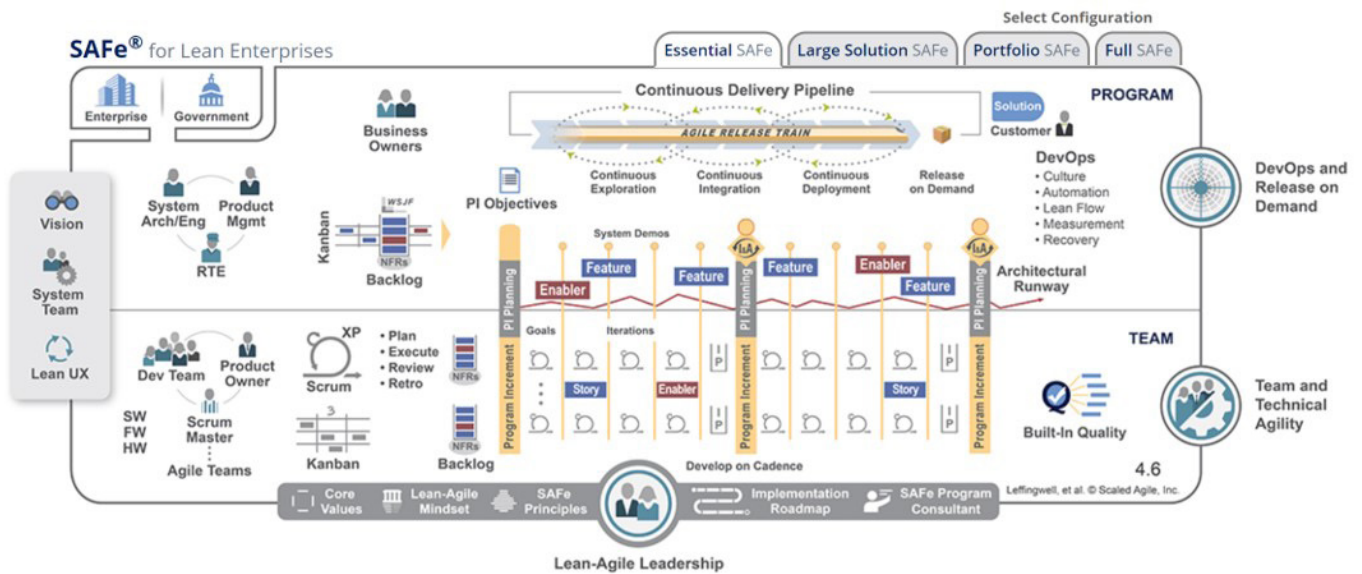 Select Configuration
SAFe® for Lean Enterprises
Essential SAFe
Large Solution SAFe
Portfolio SAFe
Full SAFe
Enterprise
Government
Business
Owners
Continuous Delivery Pipeline
AGILE RELEASE TRAIN
Continuous
Exploration
Continuous
Integration
Continuous
Deployment
Release
on Demand
Solution
Customer
PROGRAM
DevOps
• Culture
• Automation
• Lean Flow
• Measurement
• Recovery
DevOps and
Release on
Demand
Vision
System
Team
Lean UX
System
Arch/Eng
Product
Mgmt
RTE
PI Objectives
Kanban
WSJF
NFRs
Backlog
System Demos
PI Planning
Enabler
Feature
Feature
I&A
PI Planning
Feature
Enabler
Feature
I&A
PI Planning
Architectural
Runway
TEAM
Dev Team
Product
Owner
Scrum
Master
Agile Teams
SW
FW
HW
XP
Scrum
• Plan
• Execute
• Review
• Retro
Kanban
NFRs
NFRs
Backlog
Program Increment
Goals
Iterations
Story
Enabler
I P
I P
Program Increment
Story
I P
I P
Program Increment
Develop on Cadence
Built-In Quality
Team and
Technical
Agility
4.6
Leffingwell, et al. © Scaled Agile, Inc.
Core
Values
Lean-Agile
Mindset
SAFe
Principles
Implementation
Roadmap
SAFe Program
Consultant
Lean-Agile Leadership